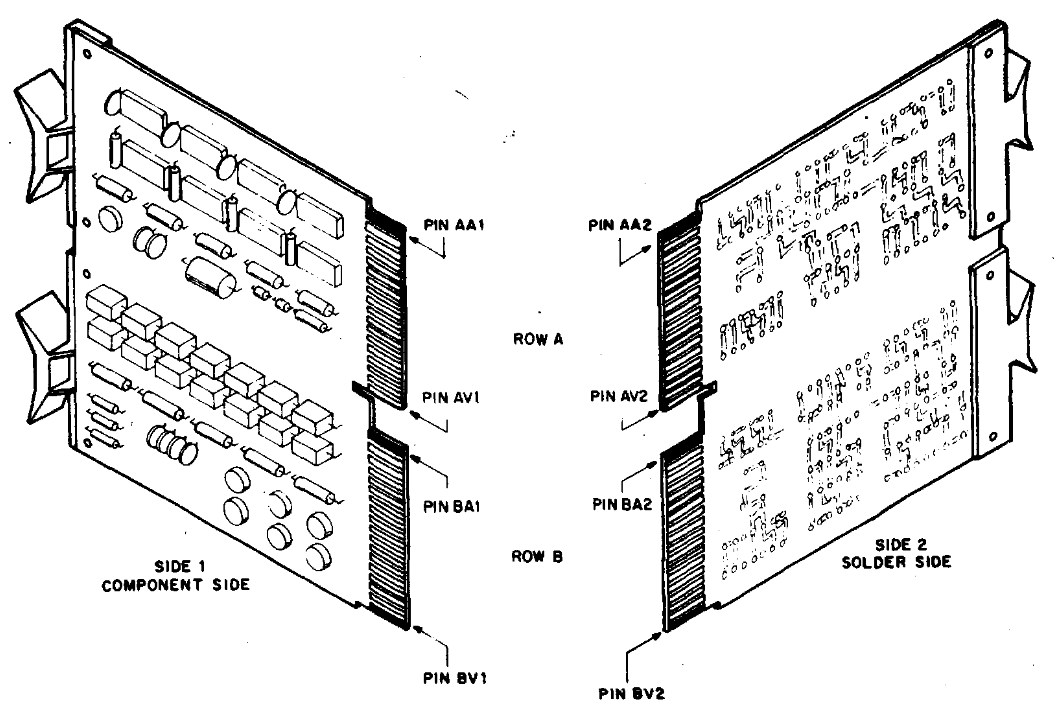 PIN AA1
PIN AA2
ROW A
PIN AV1
PIN AV2
PIN BA1
PIN BA2
SIDE 1
COMPONENT SIDE
ROW B
SIDE 2
SOLDER SIDE
PIN BV1
PIN BV2